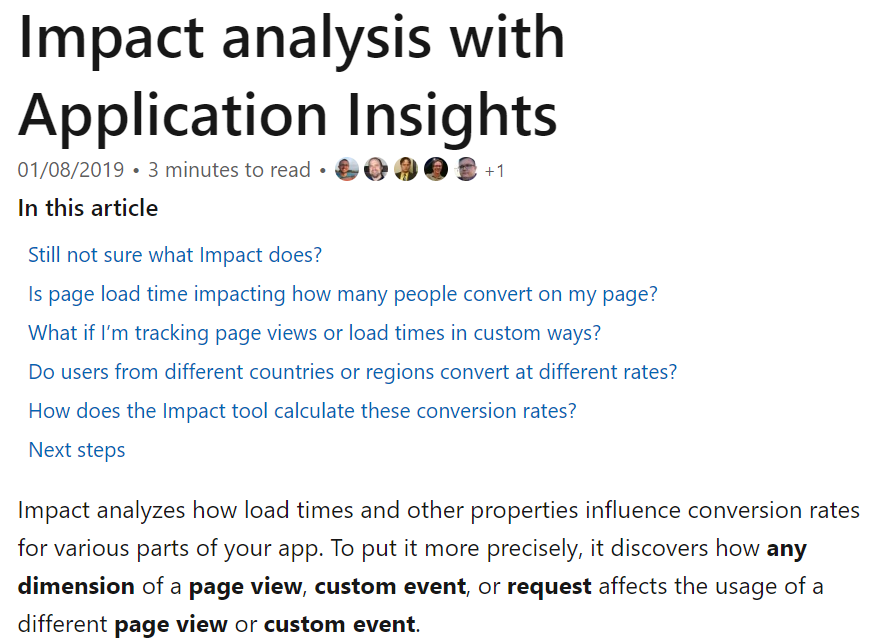 Impact analysis with
Application Insights
01/08/2019 • 3 minutes to read • +1
In this article
Still not sure what Impact does?
Is page load time impacting how many people convert on my page?
What if I’m tracking page views or load times in custom ways?
Do users from different countries or regions convert at different rates?
How does the Impact tool calculate these conversion rates?
Next steps
Impact analyzes how load times and other properties influence conversion rates
for various parts of your app. To put it more precisely, it discovers how any
dimension of a page view, custom event, or request affects the usage of a
different page view or custom event.